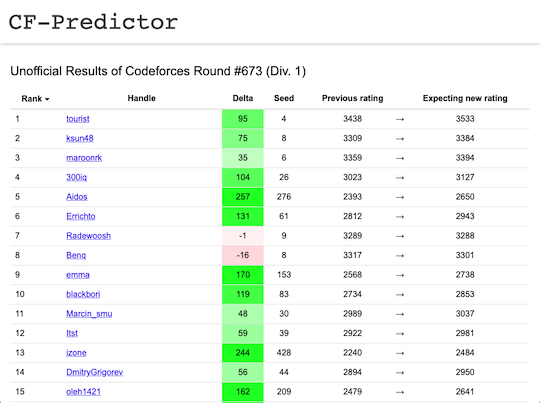 CF-Predictor
Unofficial Results of Codeforces Round #673 (Div. 1)
Rank Handle Delta Seed Previous rating Expecting new rating
1 tourist 95 4 3438 → 3533
2 ksun48 75 8 3309 → 3384
3 maroonrk 35 6 3359 → 3394
4 300iq 104 26 3023 → 3127
5 Aidos 257 276 2393 → 2650
6 Errichto 131 61 2812 → 2943
7 Radewoosh -1 9 3289 → 3288
8 Benq -16 8 3317 → 3301
9 emma 170 153 2568 → 2738
10 blackbori 119 83 2734 → 2853
11 Marcin_smu 48 30 2989 → 3037
12 Itst 59 39 2922 → 2981
13 izone 244 428 2240 → 2484
14 DmitryGrigorev 56 44 2894 → 2950
15 oleh1421 162 209 2479 → 2641